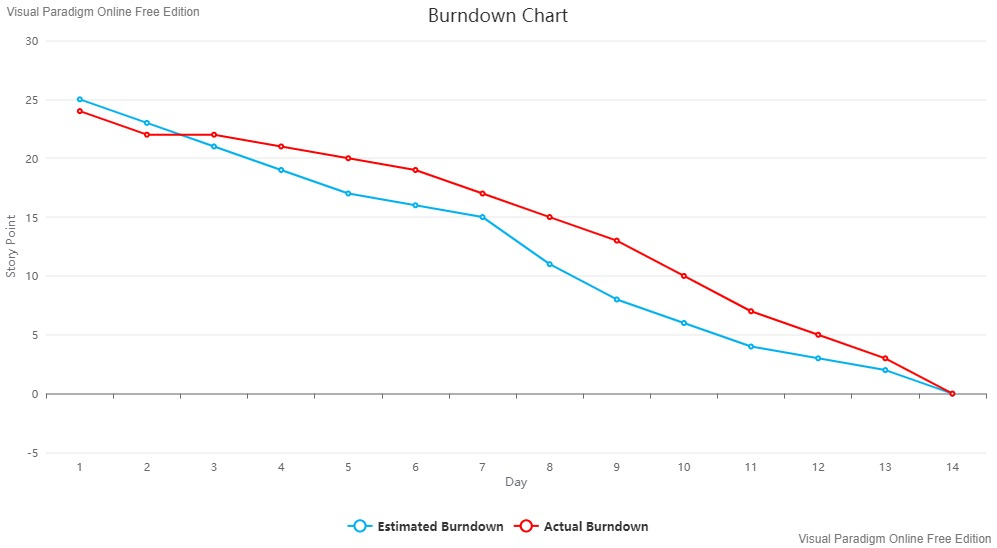 Visual Paradigm Online Free Edition
Burndown Chart
30
25
20
15
10
5
0
-5
Story Point
1 2 3 4 5 6 7 8 9 10 11 12 13 14
Day
Estimated Burndown Actual Burndown
Visual Paradigm Online Free Edition